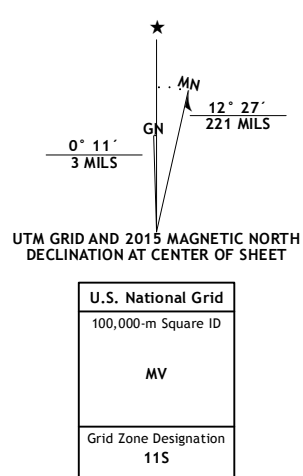 MN
GN
12° 27´
221 MILS
0° 11´
3 MILS
UTM GRID AND 2015 MAGNETIC NORTH
DECLINATION AT CENTER OF SHEET
U.S. National Grid
100,000-m Square ID
MV
Grid Zone Designation
11S